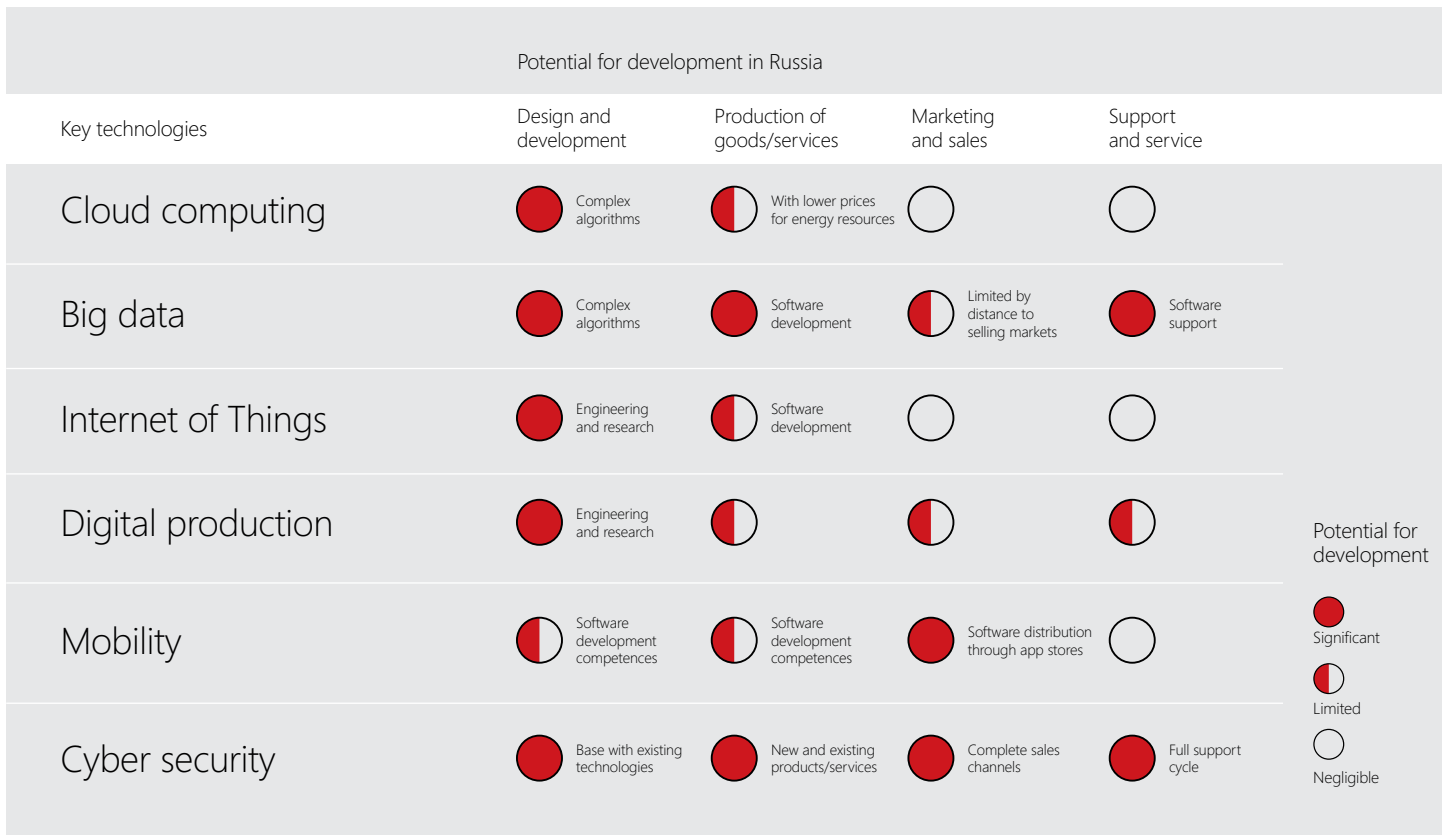 Potential for development in Russia
Key technologies
Design and
development
Production of
goods/services
Marketing
and sales
Support
and service
Cloud computing
Complex
algorithms
With lower prices
for energy resources
Big data
Complex
algorithms
Software
development
Limited by
distance to
selling markets
Software
support
Internet of Things
Engineering
and research
Software
development
Digital production
Engineering
and research
Mobility
Software
development
competences
Software
development
competences
Software distribution
through app stores
Cyber security
Base with existing
technologies
New and existing
products/services
Complete sales
channels
Full support
cycle
Potential for
development
Significant
Limited
Negligible